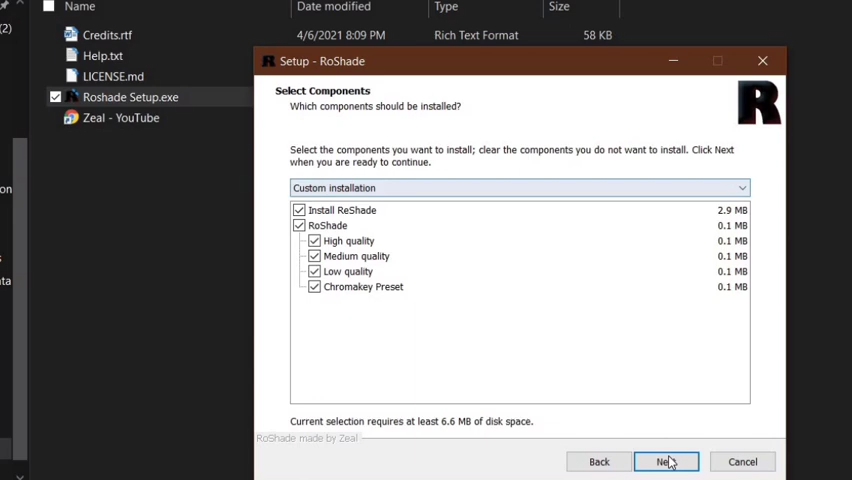 Name Date modified Type Size
(2)
Credits.rtf 4/6/2021 8:09 PM Rich Text Format 58 KB
Help.txt
LICENSE.md
Roshade Setup.exe
Zeal - YouTube
Setup - RoShade
Select Components
Which components should be installed?
R
Select the components you want to install; clear the components you do not want to install. Click Next
when you are ready to continue.
Custom installation
Install ReShade 2.9 MB
RoShade 0.1 MB
High quality 0.1 MB
Medium quality 0.1 MB
Low quality 0.1 MB
Chromakey Preset 0.1 MB
Current selection requires at least 6.6 MB of disk space.
RoShade made by Zeal
Back Next Cancel